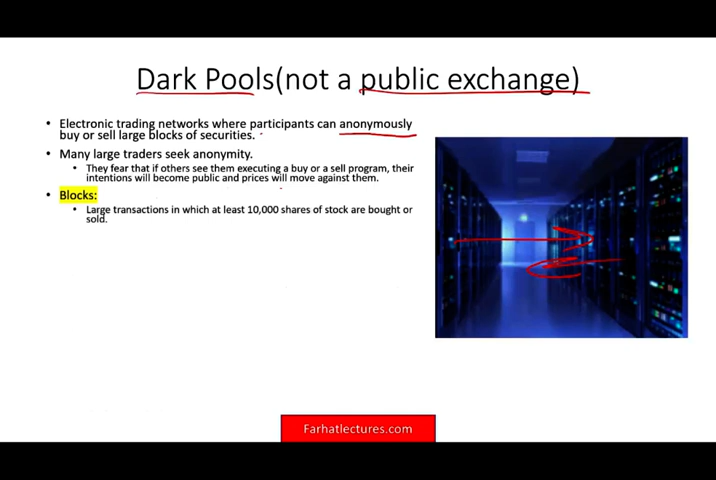 Dark Pools(not a public exchange)
• Electronic trading networks where participants can anonymously
buy or sell large blocks of securities.
• Many large traders seek anonymity.
• They fear that if others see them executing a buy or a sell program, their
intentions will become public and prices will move against them.
• Blocks:
• Large transactions in which at least 10,000 shares of stock are bought or
sold.
Farhatlectures.com